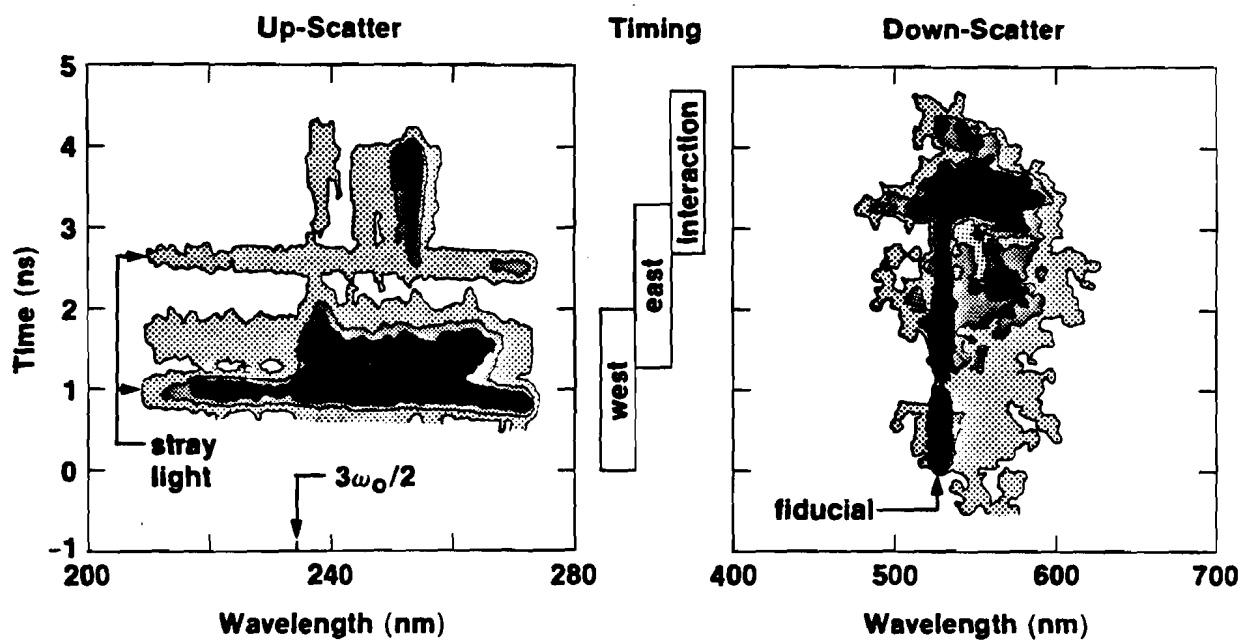 Up-Scatter
Timing
Down-Scatter
5
4
3
2
1
0
-1
Time (ns)
stray
light
3ω₀/2
200
240
280
Wavelength (nm)
west
east
interaction
fiducial
400
500
600
700
Wavelength (nm)